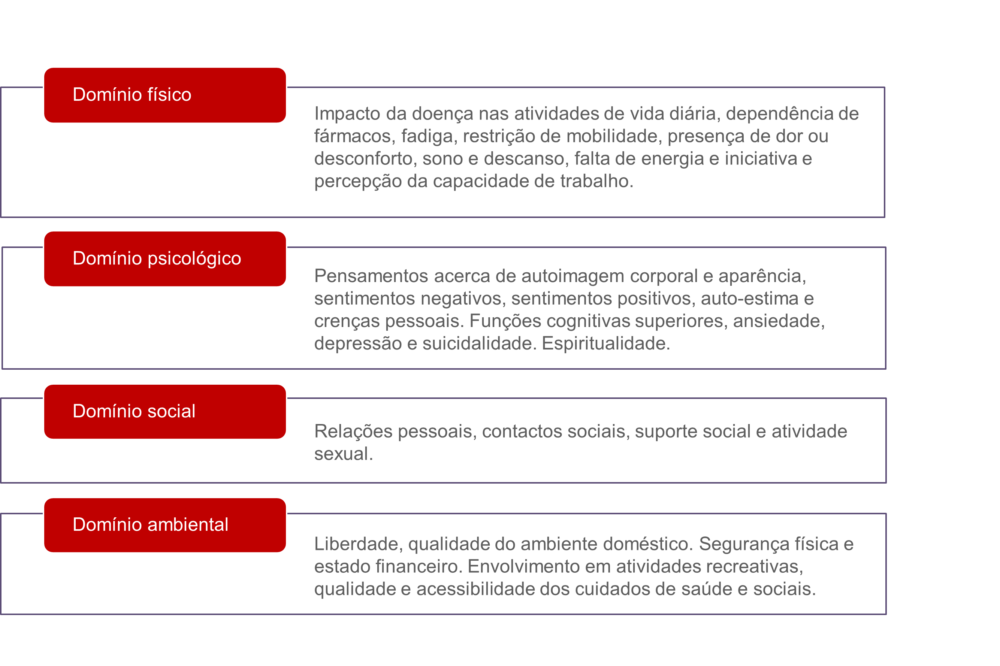 Domínio físico
Impacto da doença nas atividades de vida diária, dependência de
fármacos, fadiga, restrição de mobilidade, presença de dor ou
desconforto, sono e descanso, falta de energia e iniciativa e
percepção da capacidade de trabalho.
Domínio psicológico
Pensamentos acerca de autoimagem corporal e aparência,
sentimentos negativos, sentimentos positivos, auto-estima e
crenças pessoais. Funções cognitivas superiores, ansiedade,
depressão e suicidalidade. Espiritualidade.
Domínio social
Relações pessoais, contactos sociais, suporte social e atividade
sexual.
Domínio ambiental
Liberdade, qualidade do ambiente doméstico. Segurança física e
estado financeiro. Envolvimento em atividades recreativas,
qualidade e acessibilidade dos cuidados de saúde e sociais.